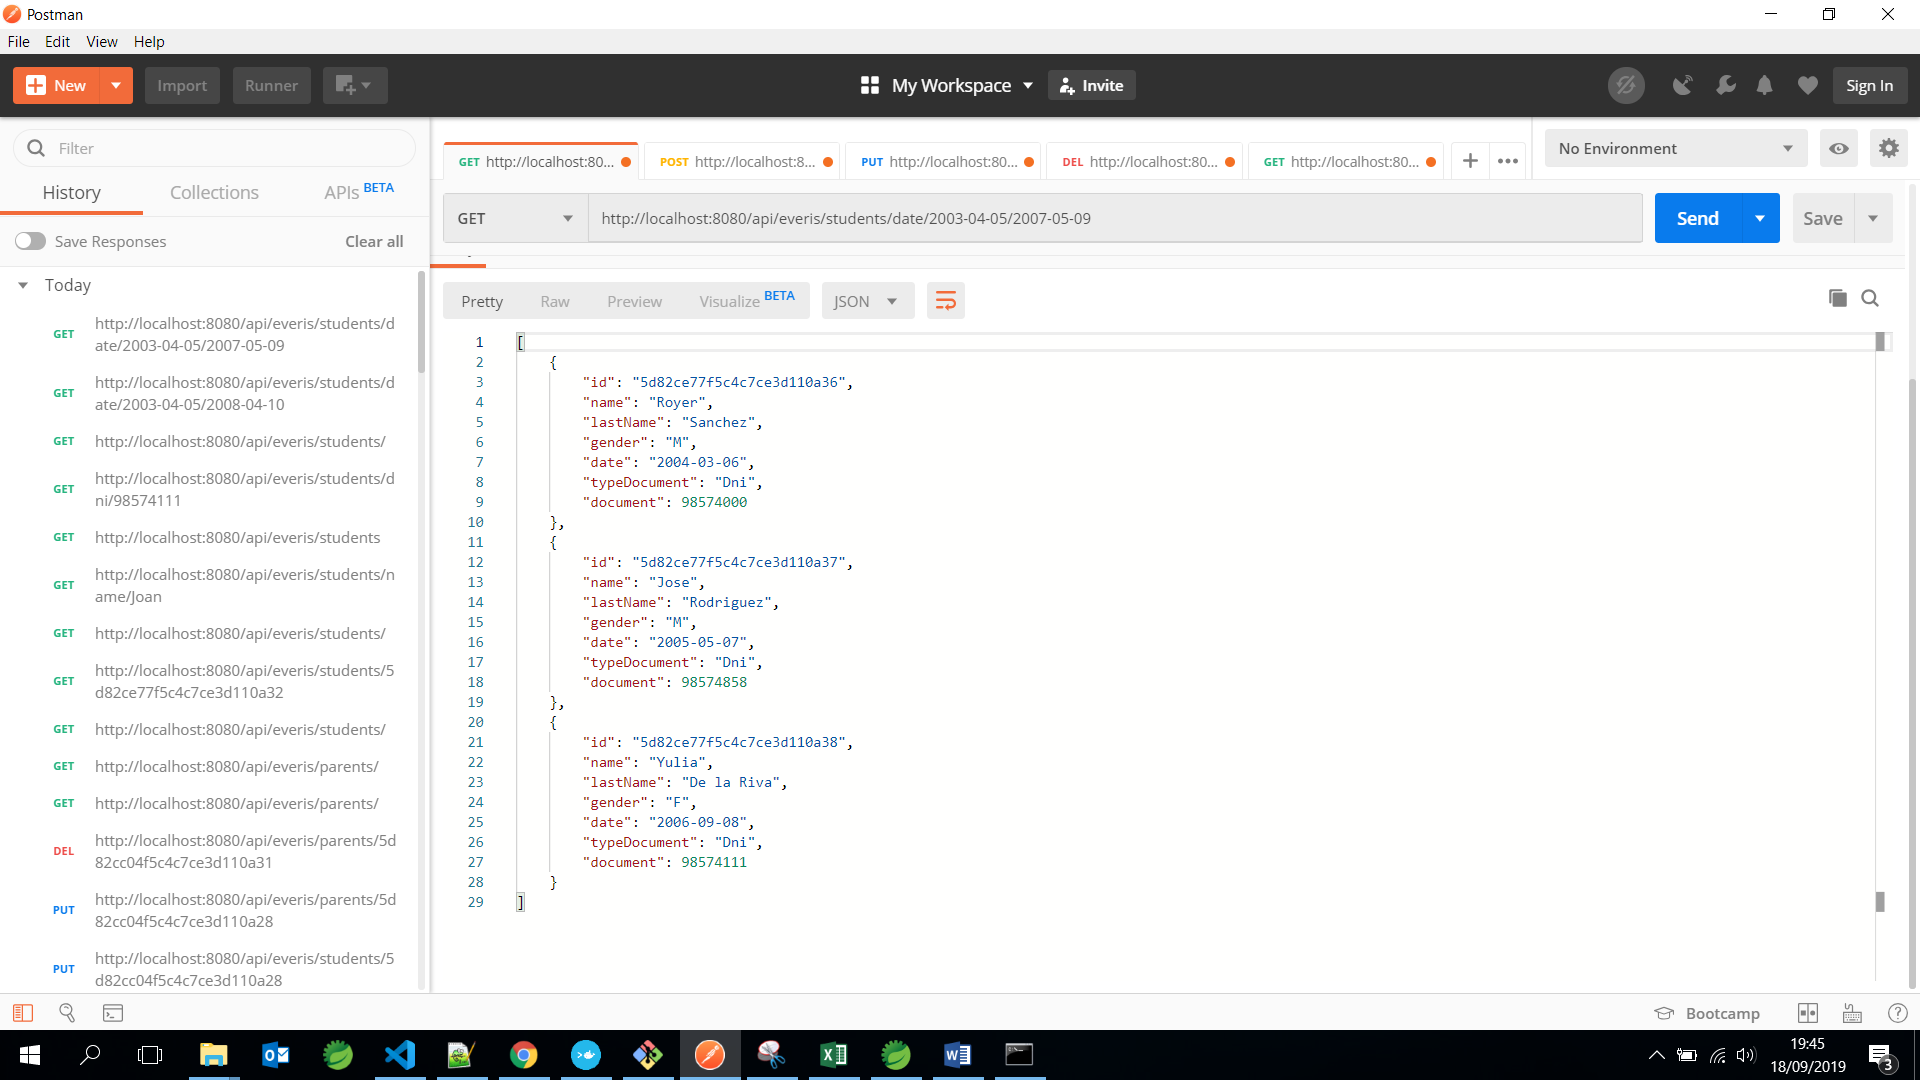 Postman
File Edit View Help
New Import Runner My Workspace Invite Sign In
Filter
History Collections APIs BETA
Save Responses Clear all
Today
GET http://localhost:8080/api/everis/students/d
ate/2003-04-05/2007-05-09
GET http://localhost:8080/api/everis/students/d
ate/2003-04-05/2008-04-10
GET http://localhost:8080/api/everis/students/
GET http://localhost:8080/api/everis/students/d
ni/98574111
GET http://localhost:8080/api/everis/students
GET http://localhost:8080/api/everis/students/n
ame/Joan
GET http://localhost:8080/api/everis/students/
GET http://localhost:8080/api/everis/students/5
d82ce77f5c4c7ce3d110a32
GET http://localhost:8080/api/everis/students/
GET http://localhost:8080/api/everis/parents/
GET http://localhost:8080/api/everis/parents/
DEL http://localhost:8080/api/everis/parents/5d
82cc04f5c4c7ce3d110a31
PUT http://localhost:8080/api/everis/parents/5d
82cc04f5c4c7ce3d110a28
PUT http://localhost:8080/api/everis/students/5
d82cc04f5c4c7ce3d110a28
GET http://localhost:80... POST http://localhost:8... PUT http://localhost:80... DEL http://localhost:80... GET http://localhost:80... + ••• No Environment
GET http://localhost:8080/api/everis/students/date/2003-04-05/2007-05-09 Send Save
Pretty Raw Preview Visualize BETA JSON
1 [
2 {
3 "id": "5d82ce77f5c4c7ce3d110a36",
4 "name": "Royer",
5 "lastName": "Sanchez",
6 "gender": "M",
7 "date": "2004-03-06",
8 "typeDocument": "Dni",
9 "document": 98574000
10 },
11 {
12 "id": "5d82ce77f5c4c7ce3d110a37",
13 "name": "Jose",
14 "lastName": "Rodriguez",
15 "gender": "M",
16 "date": "2005-05-07",
17 "typeDocument": "Dni",
18 "document": 98574858
19 },
20 {
21 "id": "5d82ce77f5c4c7ce3d110a38",
22 "name": "Yulia",
23 "lastName": "De la Riva",
24 "gender": "F",
25 "date": "2006-09-08",
26 "typeDocument": "Dni",
27 "document": 98574111
28 }
29 ]
Bootcamp
19:45
18/09/2019
3